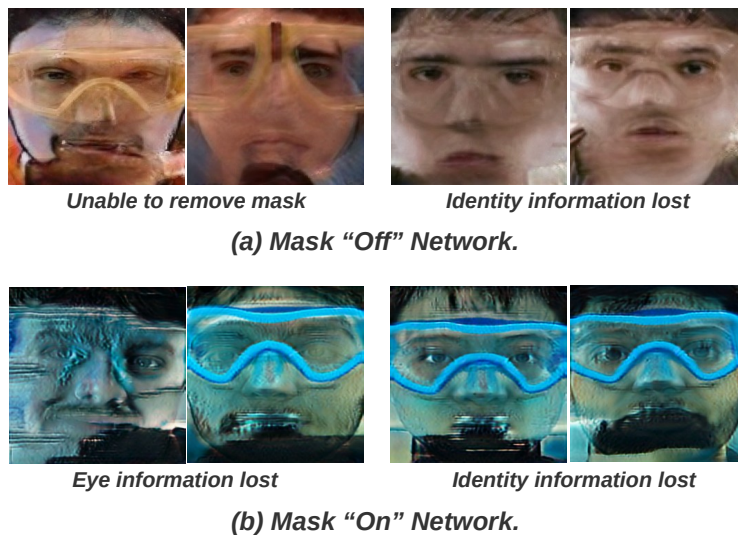 Unable to remove mask
Identity information lost
(a) Mask “Off” Network.
Eye information lost
Identity information lost
(b) Mask “On” Network.